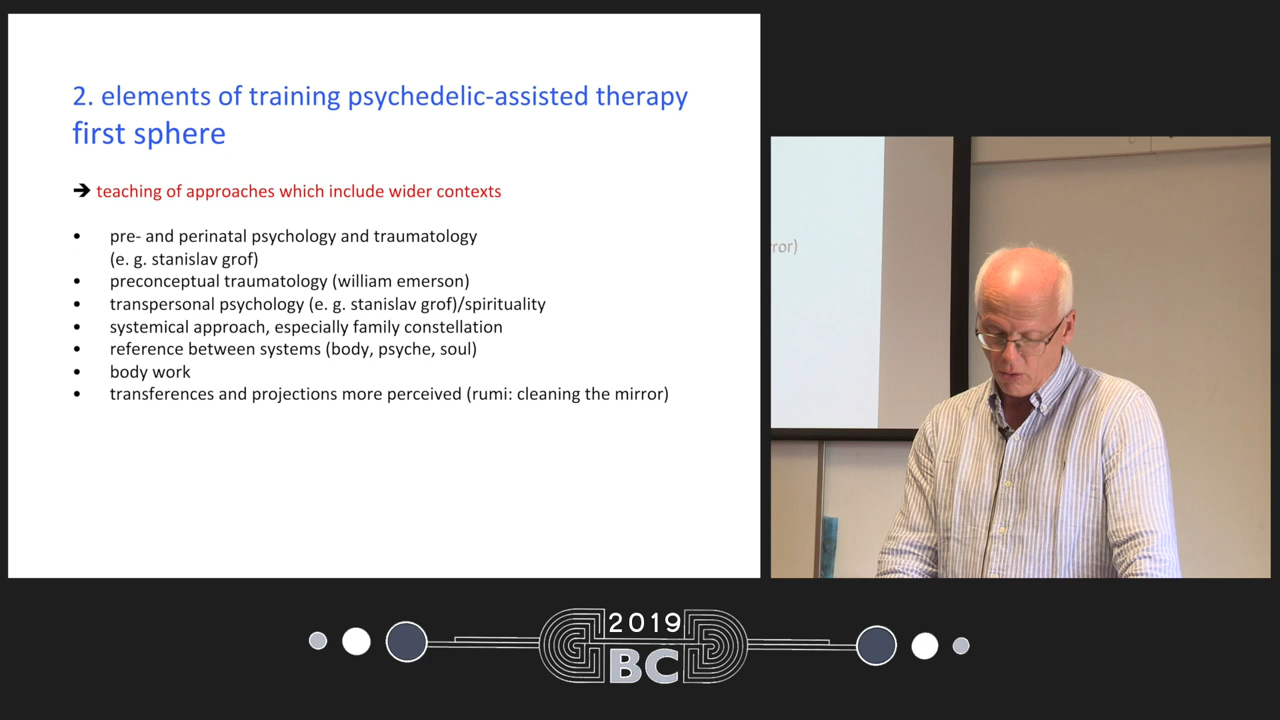 2. elements of training psychedelic-assisted therapy
first sphere
➔ teaching of approaches which include wider contexts
• pre- and perinatal psychology and traumatology
(e. g. stanislav grof)
• preconceptual traumatology (william emerson)
• transpersonal psychology (e. g. stanislav grof)/spirituality
• systemical approach, especially family constellation
• reference between systems (body, psyche, soul)
• body work
• transferences and projections more perceived (rumi: cleaning the mirror)
ror)
2019
BC